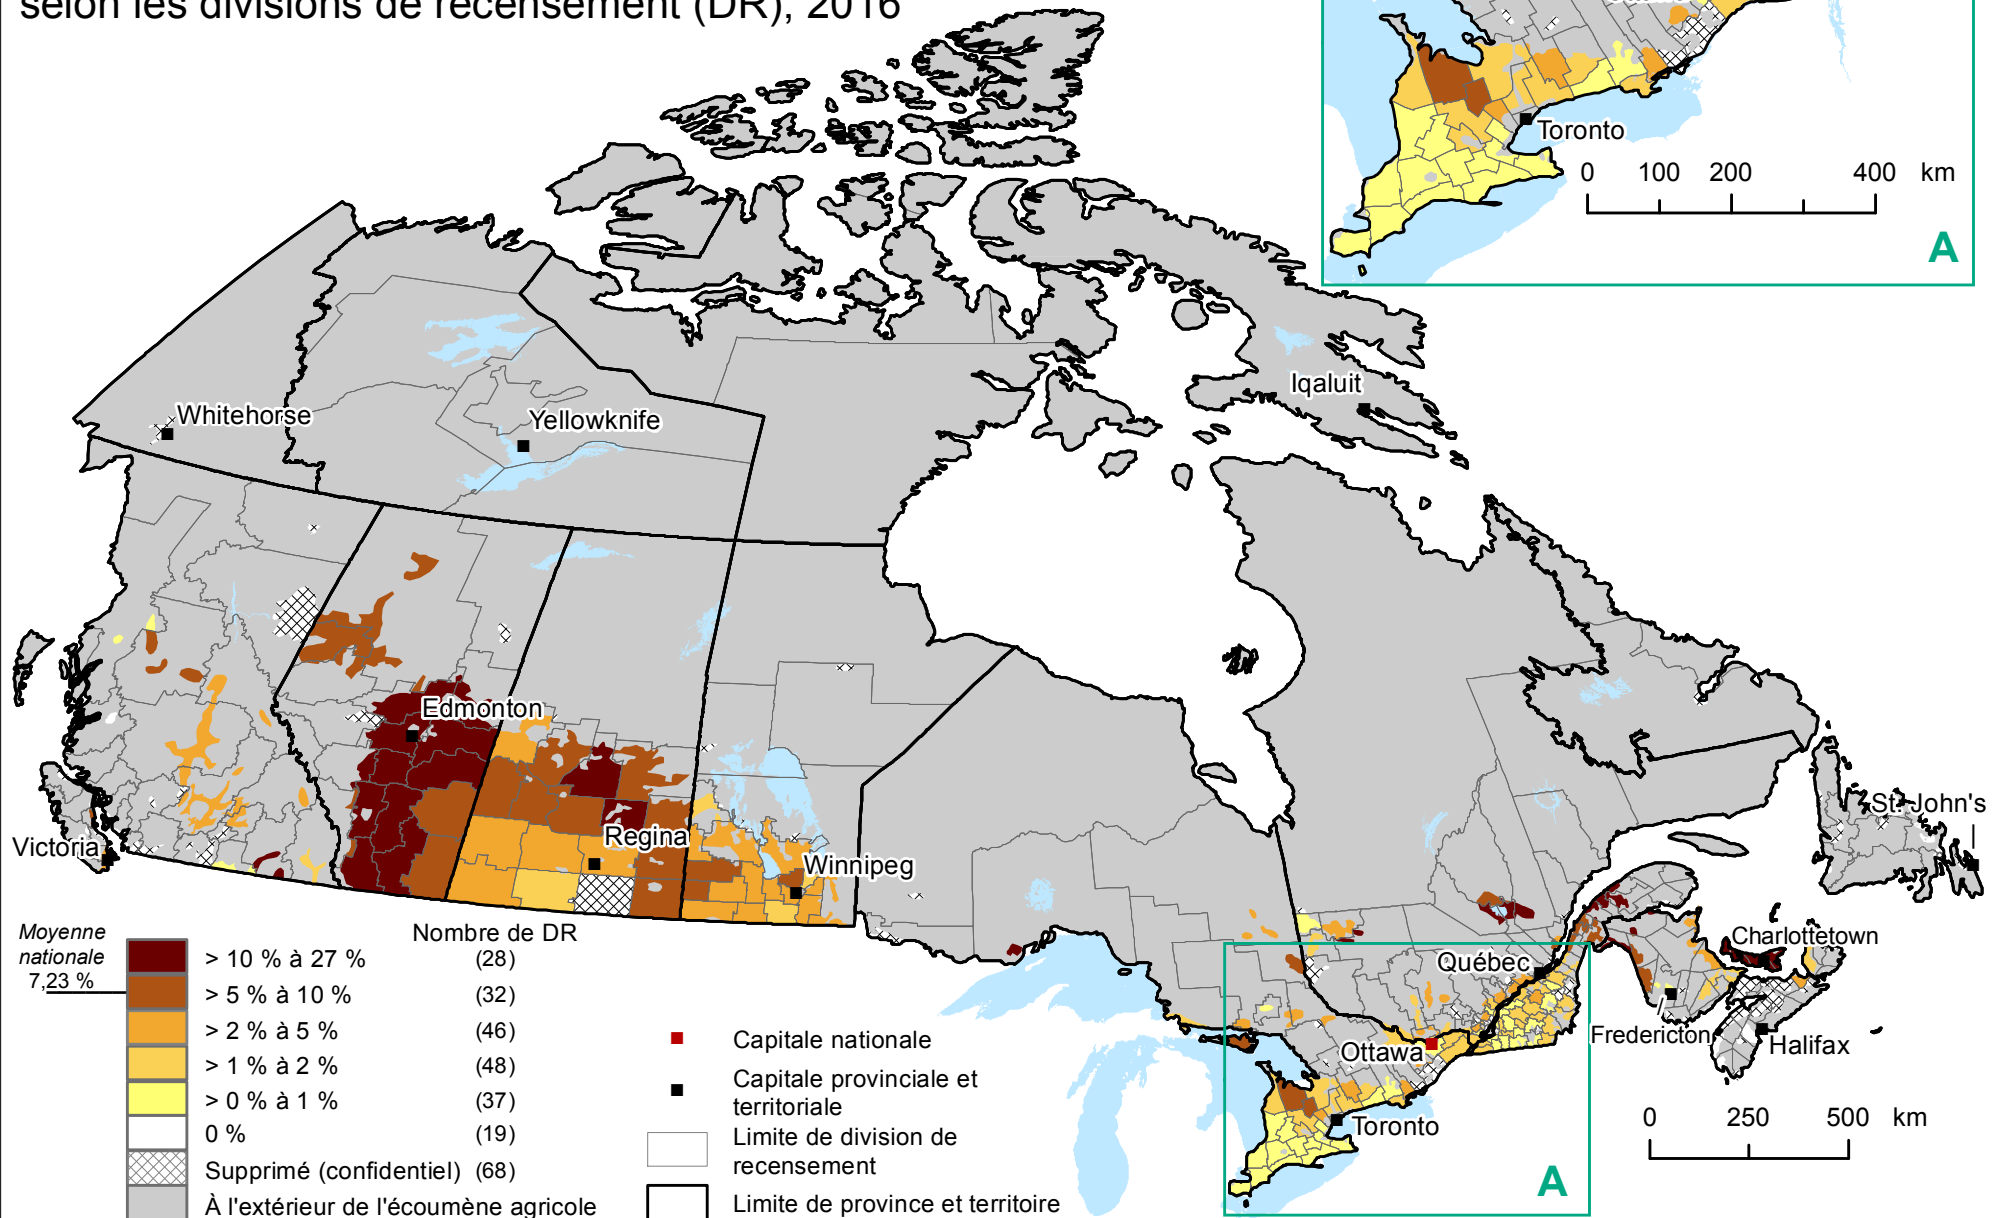 selon les divisions de recensement (DR), 2016
Toronto
0 100 200 400 km
A
Iqaluit
Whitehorse
Yellowknife
Edmonton
Regina
Winnipeg
Victoria
St. John's
Charlottetown
Québec
Fredericton
Halifax
Ottawa
Toronto
A
0 250 500 km
Moyenne
nationale
7,23 %
Nombre de DR
> 10 % à 27 % (28)
> 5 % à 10 % (32)
> 2 % à 5 % (46)
> 1 % à 2 % (48)
> 0 % à 1 % (37)
0 % (19)
Supprimé (confidentiel) (68)
À l'extérieur de l'écoumène agricole
Capitale nationale
Capitale provinciale et
territoriale
Limite de division de
recensement
Limite de province et territoire